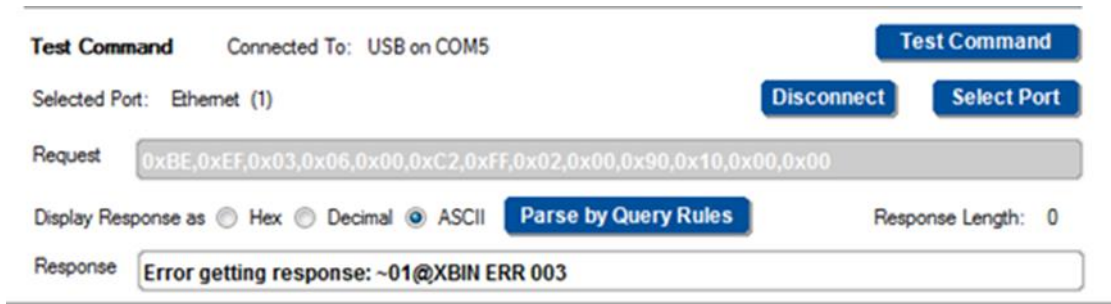 Test Command Connected To: USB on COM5 Test Command
Selected Port: Ethernet (1) Disconnect Select Port
Request 0xBE,0xEF,0x03,0x06,0x00,0xC2,0xFF,0x02,0x00,0x90,0x10,0x00,0x00
Display Response as Hex Decimal ASCII Parse by Query Rules Response Length: 0
Response Error getting response: ~01@XBIN ERR 003